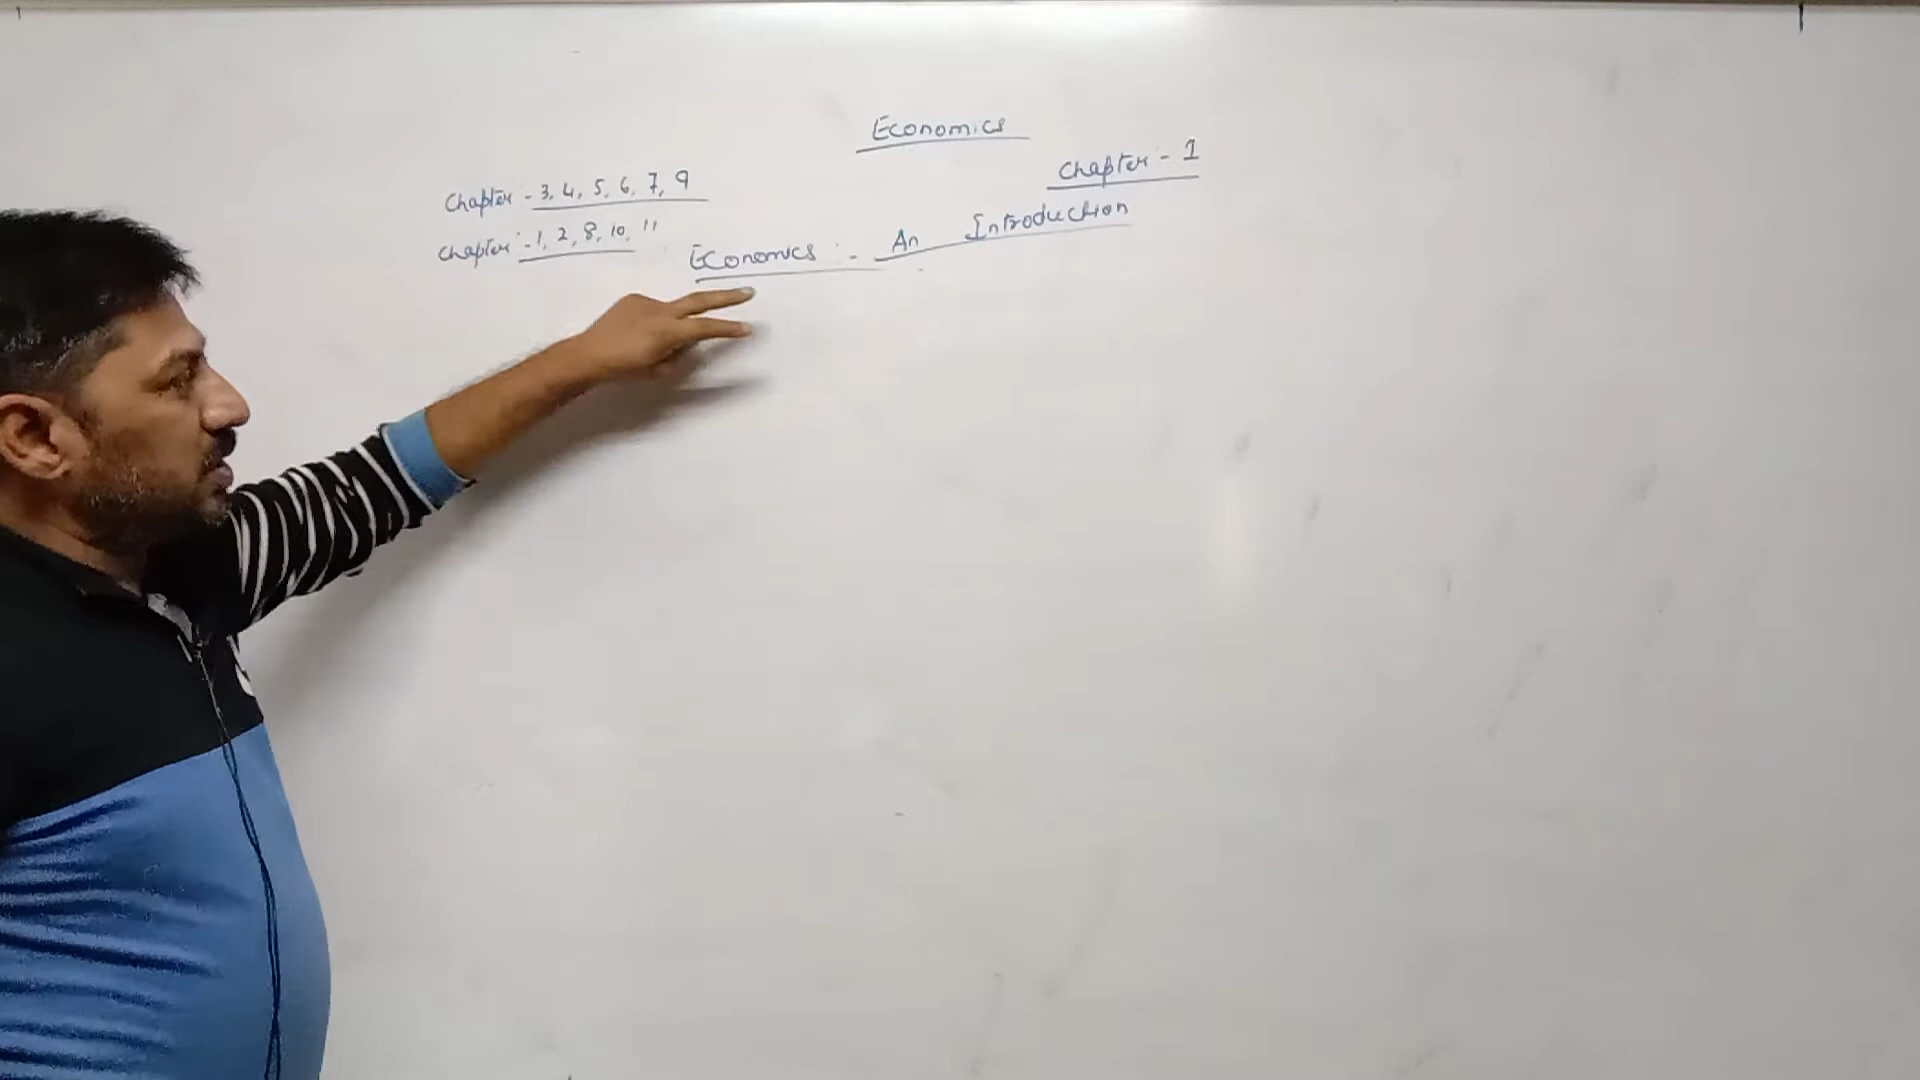 Economics
Chapter - 1
Chapter - 3, 4, 5, 6, 7, 9
Chapter - 1, 2, 8, 10, 11
Economics - An Introduction